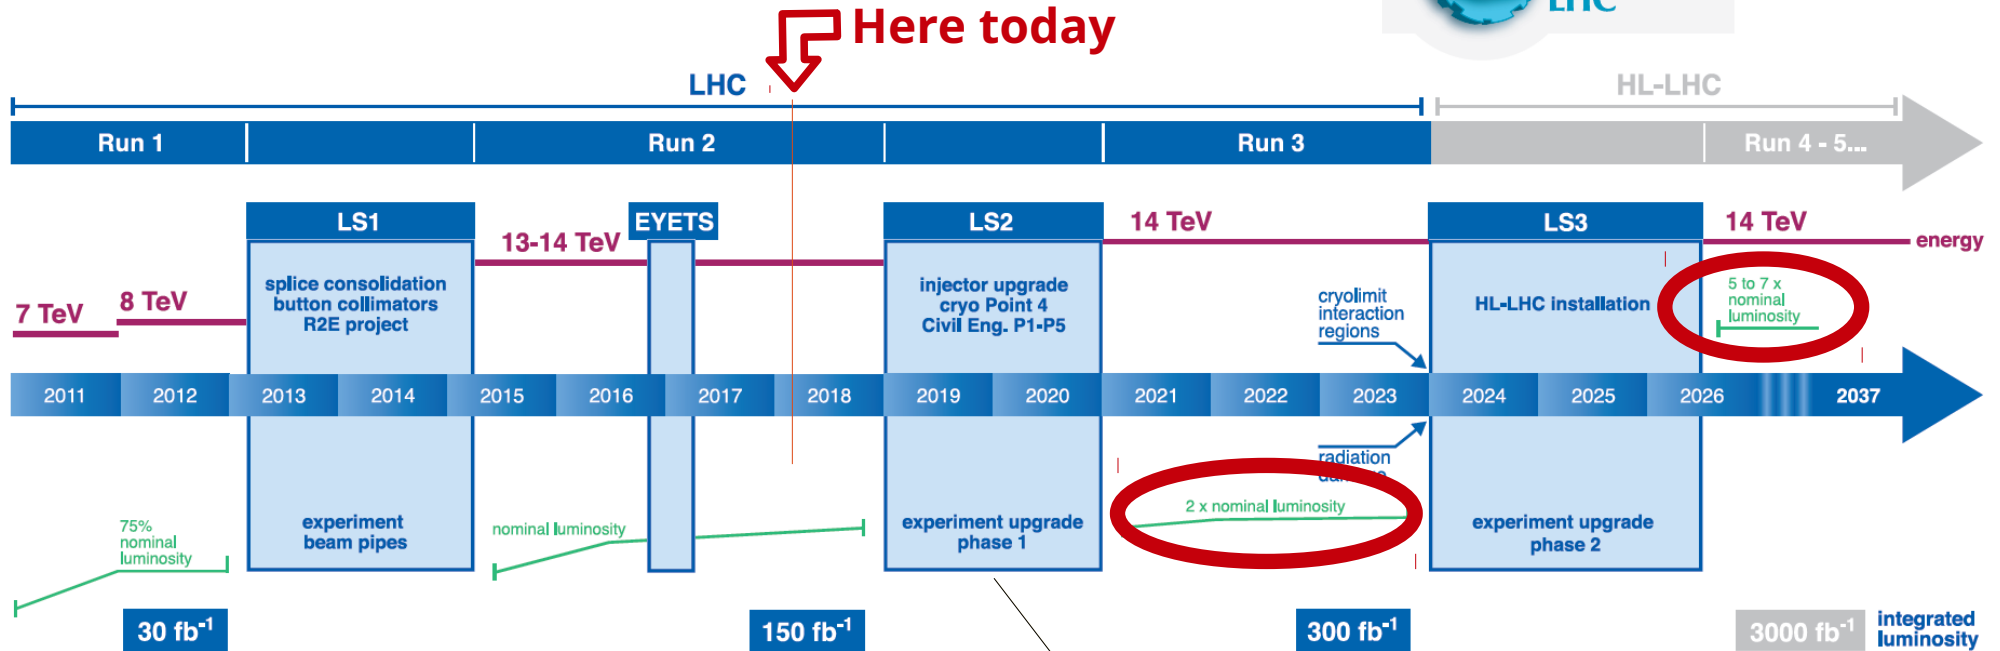 LHC
Here today
LHC
HL-LHC
Run 1
Run 2
Run 3
Run 4 - 5...
LS1
EYETS
LS2
14 TeV
LS3
14 TeV
13-14 TeV
energy
7 TeV
8 TeV
splice consolidation
button collimators
R2E project
injector upgrade
cryo Point 4
Civil Eng. P1-P5
cryolimit
interaction
regions
HL-LHC installation
5 to 7 x
nominal
luminosity
2011
2012
2013
2014
2015
2016
2017
2018
2019
2020
2021
2022
2023
2024
2025
2026
2037
radiation
75%
nominal
luminosity
experiment
beam pipes
nominal luminosity
experiment upgrade
phase 1
2 x nominal luminosity
experiment upgrade
phase 2
30 fb⁻¹
150 fb⁻¹
300 fb⁻¹
3000 fb⁻¹
integrated
luminosity